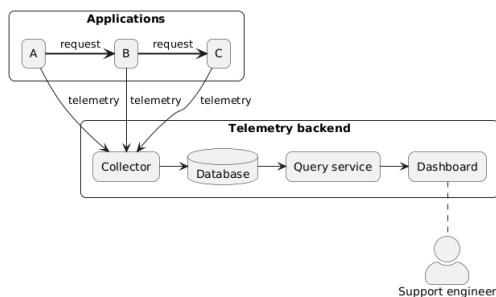 Applications
A
request
B
request
C
telemetry
telemetry
telemetry
Telemetry backend
Collector
Database
Query service
Dashboard
Support engineer